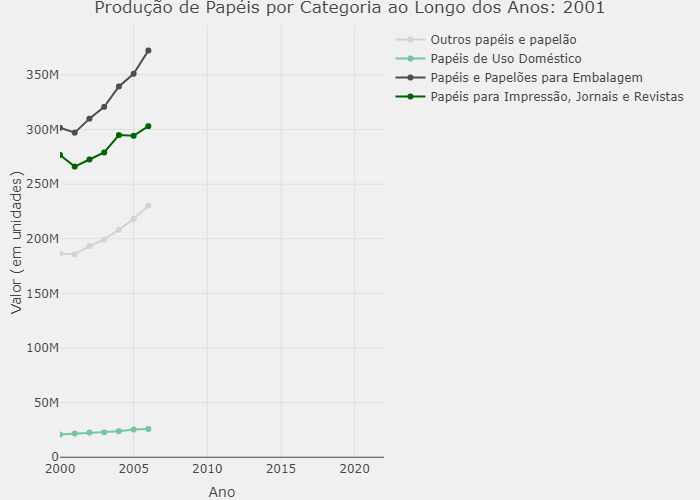 Produção de Papéis por Categoria ao Longo dos Anos: 2001
Outros papéis e papelão
Papéis de Uso Doméstico
Papéis e Papelões para Embalagem
Papéis para Impressão, Jornais e Revistas
Valor (em unidades)
350M
300M
250M
200M
150M
100M
50M
0
2000
2005
2010
2015
2020
Ano